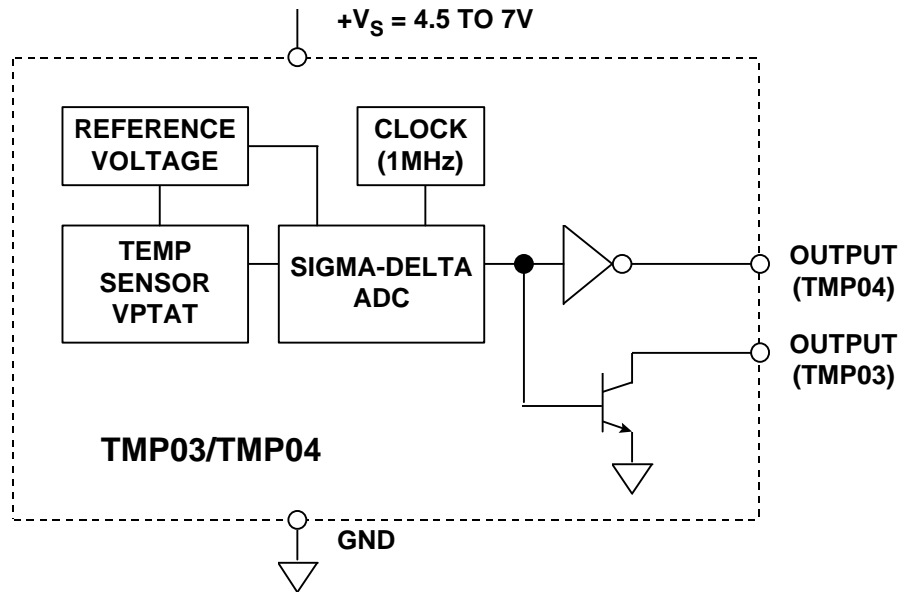 +VS = 4.5 TO 7V
REFERENCE
VOLTAGE
CLOCK
(1MHz)
TEMP
SENSOR
VPTAT
SIGMA-DELTA
ADC
OUTPUT
(TMP04)
OUTPUT
(TMP03)
TMP03/TMP04
GND